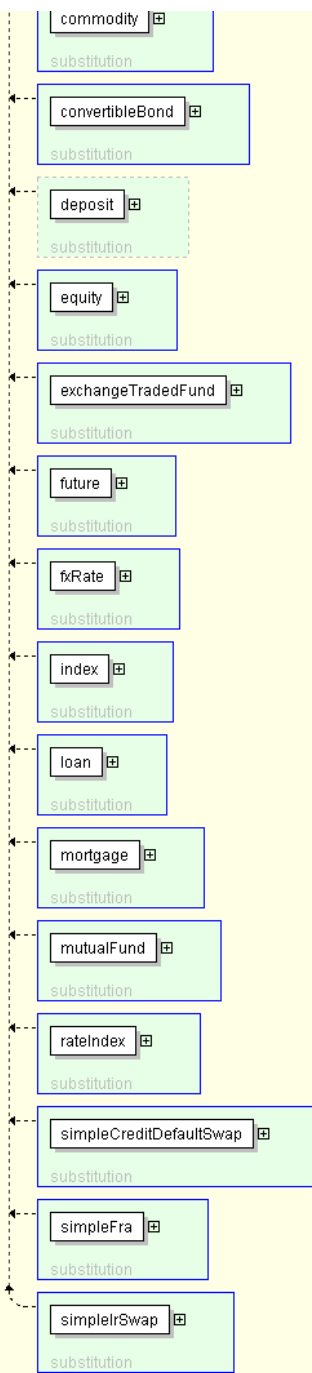 commodity
substitution
convertibleBond
substitution
deposit
substitution
equity
substitution
exchangeTradedFund
substitution
future
substitution
fxRate
substitution
index
substitution
loan
substitution
mortgage
substitution
mutualFund
substitution
rateIndex
substitution
simpleCreditDefaultSwap
substitution
simpleFra
substitution
simpleIrSwap
substitution